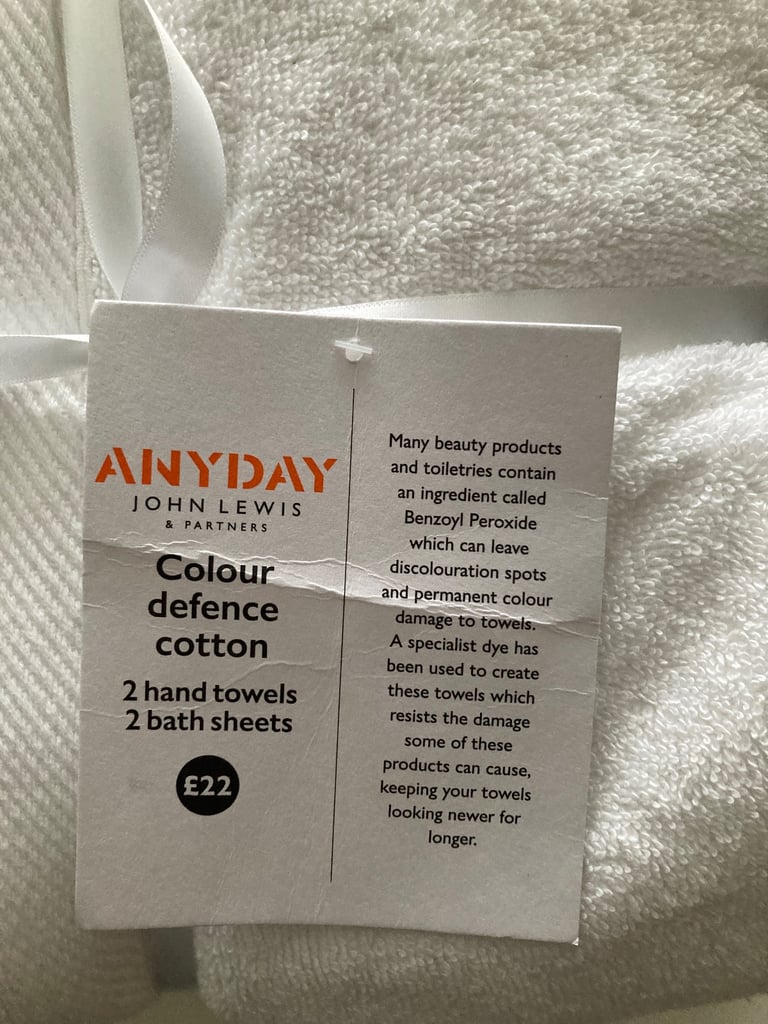 ANYDAY
JOHN LEWIS
& PARTNERS
Colour
defence
cotton
2 hand towels
2 bath sheets
£22
Many beauty products
and toiletries contain
an ingredient called
Benzoyl Peroxide
which can leave
discolouration spots
and permanent colour
damage to towels.
A specialist dye has
been used to create
these towels which
resists the damage
some of these
products can cause,
keeping your towels
looking newer for
longer.